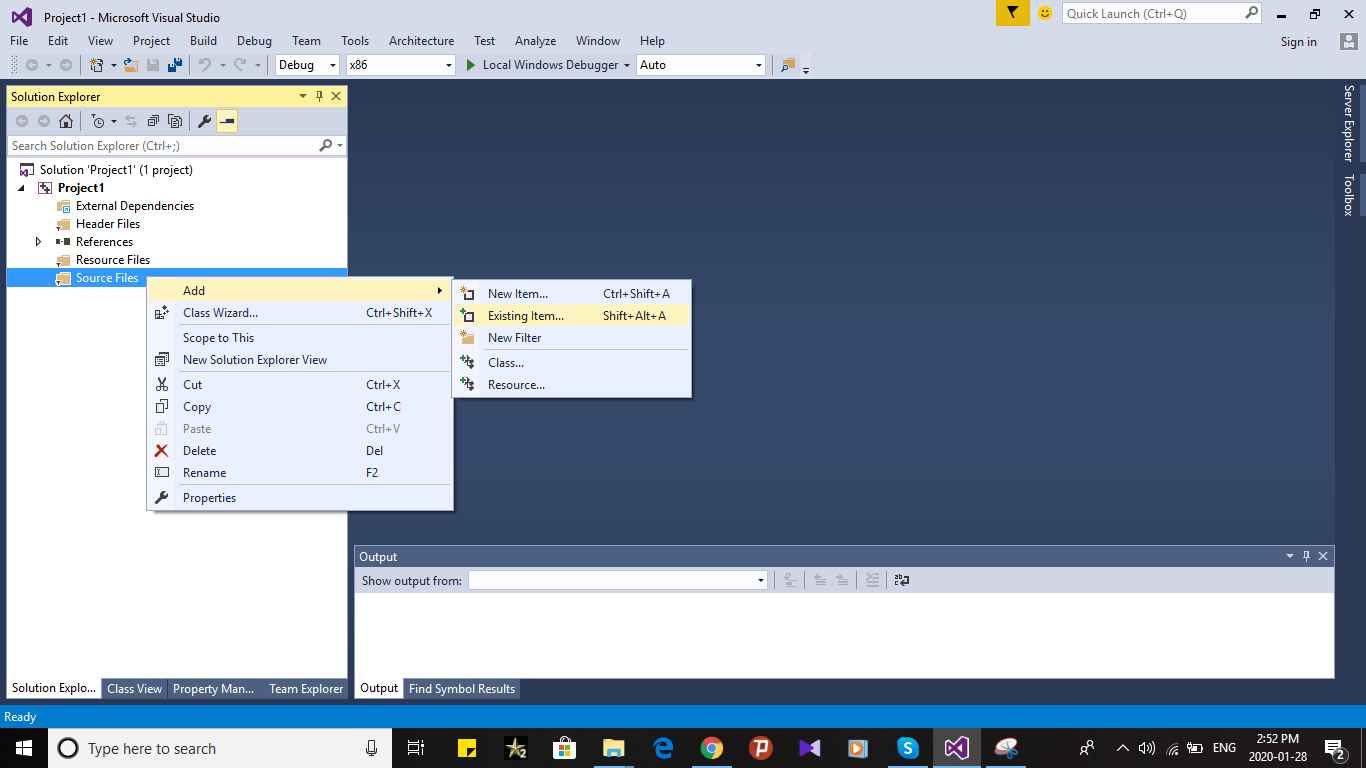 Project1 - Microsoft Visual Studio
Quick Launch (Ctrl+Q)
File Edit View Project Build Debug Team Tools Architecture Test Analyze Window Help
Sign in
Debug x86 Local Windows Debugger Auto
Solution Explorer
Search Solution Explorer (Ctrl+;)
Solution 'Project1' (1 project)
Project1
External Dependencies
Header Files
References
Resource Files
Source Files
Add
Class Wizard... Ctrl+Shift+X
Scope to This
New Solution Explorer View
Cut Ctrl+X
Copy Ctrl+C
Paste Ctrl+V
Delete Del
Rename F2
Properties
New Item... Ctrl+Shift+A
Existing Item... Shift+Alt+A
New Filter
Class...
Resource...
Server Explorer
Toolbox
Output
Show output from:
Solution Explo... Class View Property Man... Team Explorer
Output Find Symbol Results
Ready
Type here to search
ENG
2:52 PM
2020-01-28
2